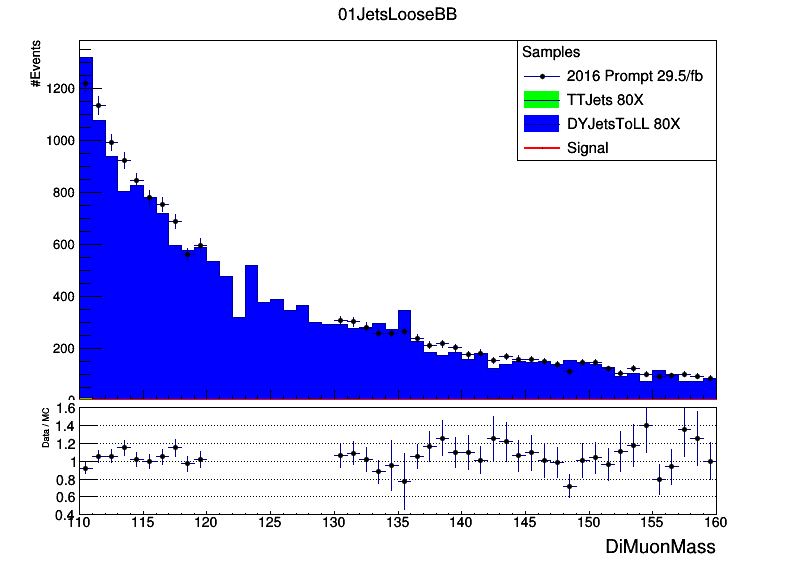 01JetsLooseBB
#Events
Samples
2016 Prompt 29.5/fb
TTJets 80X
DYJetsToLL 80X
Signal
1200
1000
800
600
400
200
0
Data / MC
1.6
1.4
1.2
1
0.8
0.6
0.4
110 115 120 125 130 135 140 145 150 155 160
DiMuonMass